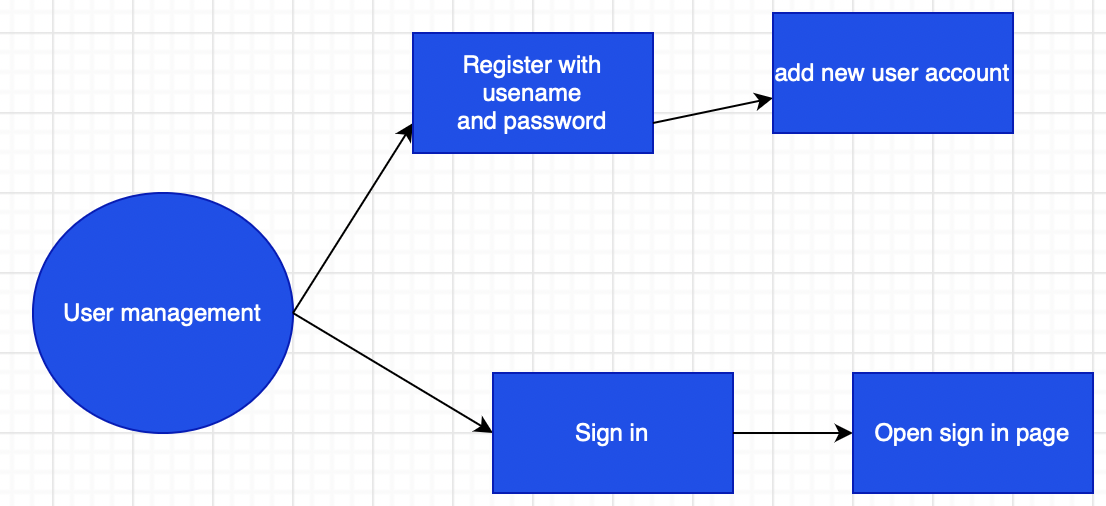 Register with
usename
and password
add new user account
User management
Sign in
Open sign in page